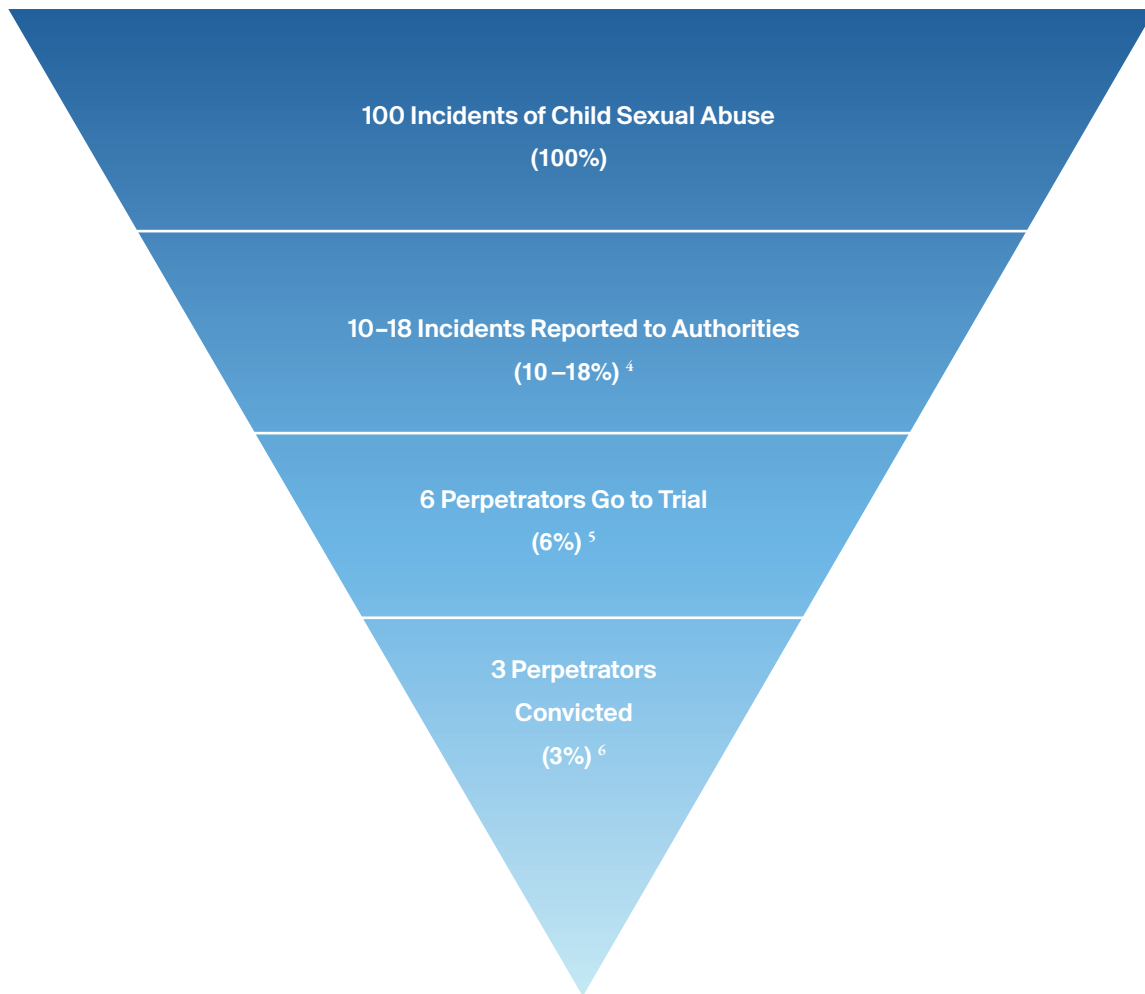 100 Incidents of Child Sexual Abuse
(100%)
10–18 Incidents Reported to Authorities
(10 –18%) 4
6 Perpetrators Go to Trial
(6%) 5
3 Perpetrators
Convicted
(3%) 6